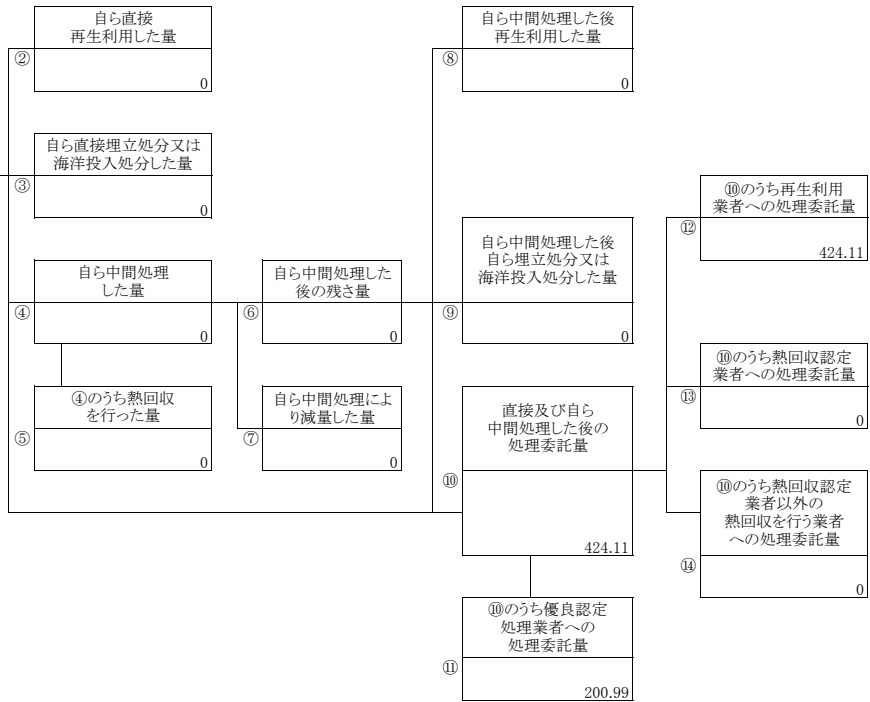 自ら直接
再生利用した量
②
0
自ら直接埋立処分又は
海洋投入処分した量
③
0
自ら中間処理
した量
④
0
④のうち熱回収
を行った量
⑤
0
自ら中間処理した
後の残さ量
⑥
0
自ら中間処理によ
り減量した量
⑦
0
自ら中間処理した後
再生利用した量
⑧
0
自ら中間処理した後
自ら埋立処分又は
海洋投入処分した量
⑨
0
直接及び自ら
中間処理した後の
処理委託量
⑩
424.11
⑩のうち優良認定
処理業者への
処理委託量
⑪
200.99
⑩のうち再生利用
業者への処理委託量
⑫
424.11
⑩のうち熱回収認定
業者への処理委託量
⑬
0
⑩のうち熱回収認定
業者以外の
熱回収を行う業者
への処理委託量
⑭
0